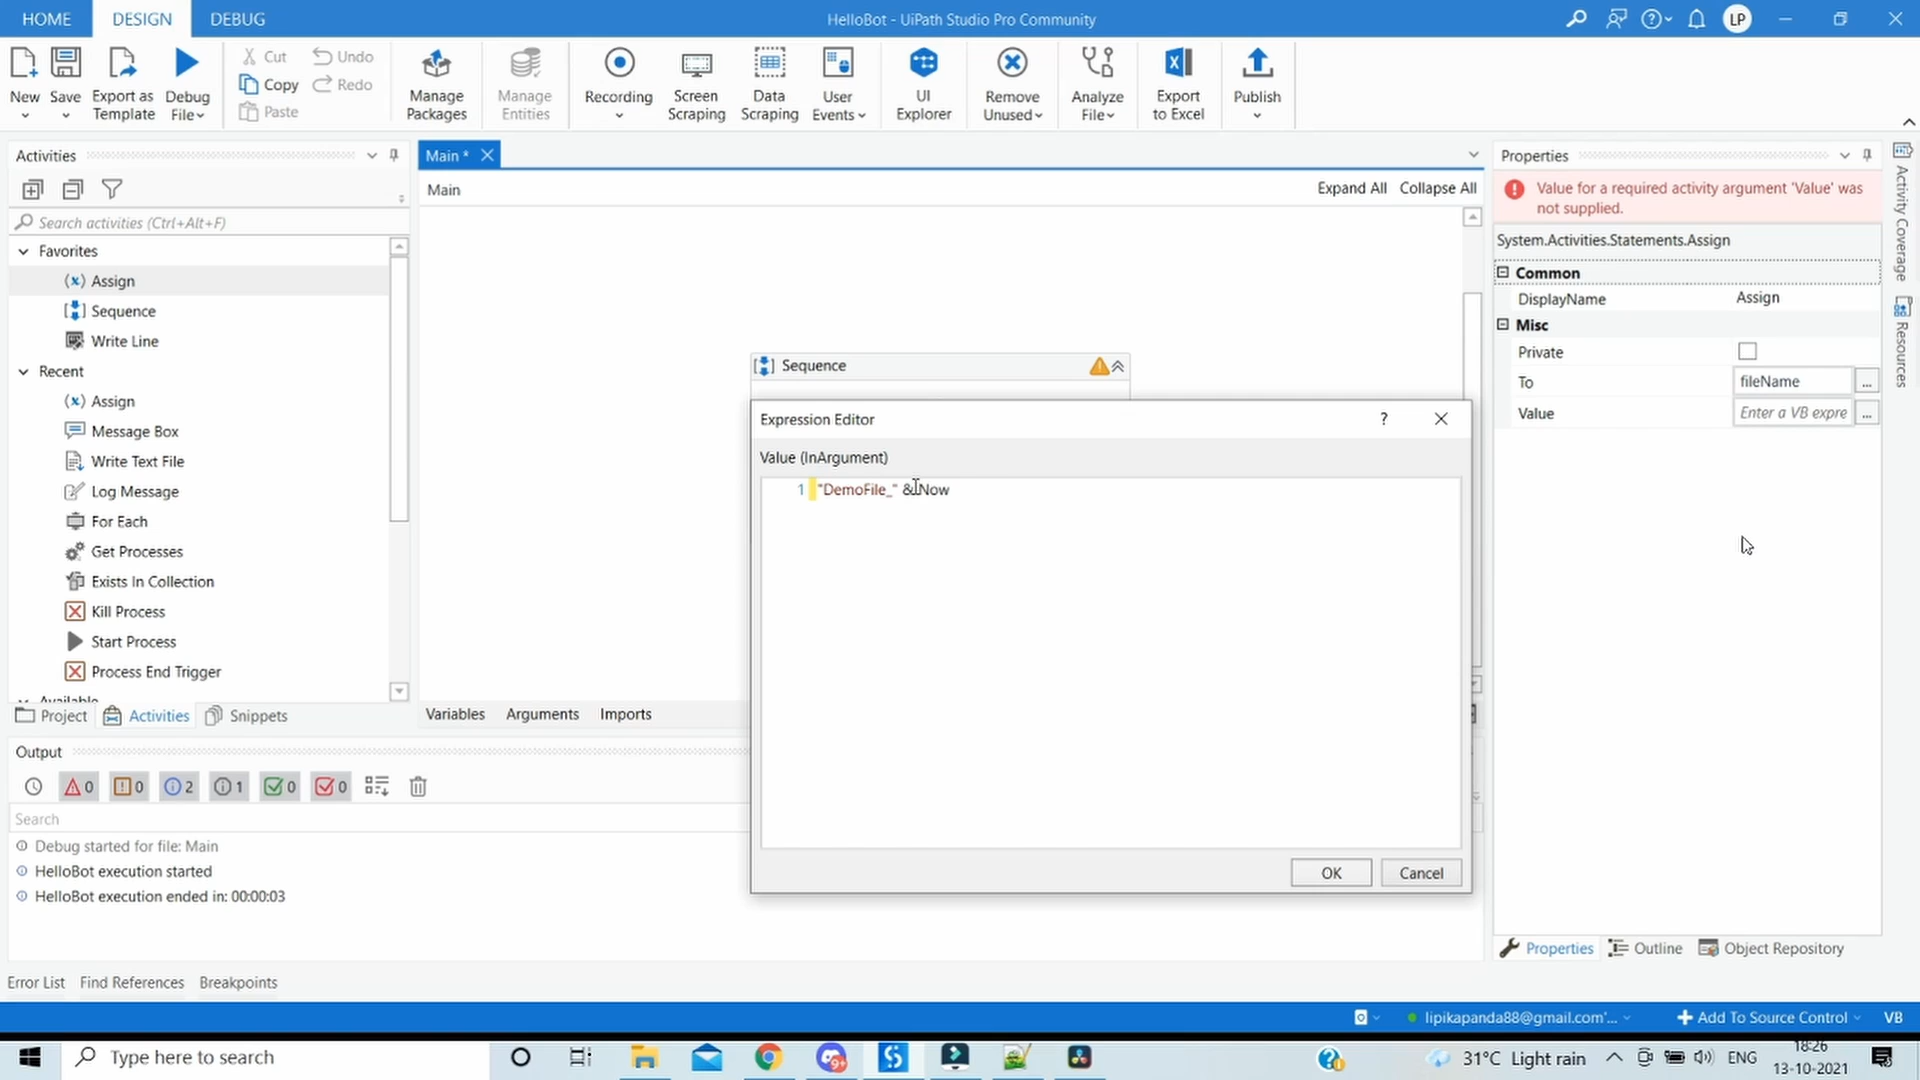 HOME DESIGN DEBUG
HelloBot - UiPath Studio Pro Community
LP
New
Save
Export as
Template
Debug
File
Cut
Copy
Paste
Undo
Redo
Manage
Packages
Manage
Entities
Recording
Screen
Scraping
Data
Scraping
User
Events
UI
Explorer
Remove
Unused
Analyze
File
Export
to Excel
Publish
Activities
Search activities (Ctrl+Alt+F)
Favorites
Assign
Sequence
Write Line
Recent
Assign
Message Box
Write Text File
Log Message
For Each
Get Processes
Exists In Collection
Kill Process
Start Process
Process End Trigger
Available
Project Activities Snippets
Main *
Main
Expand All Collapse All
Sequence
Variables Arguments Imports
Expression Editor
?
Value (InArgument)
1 "DemoFile_" & Now
OK Cancel
Properties
Value for a required activity argument 'Value' was
not supplied.
System.Activities.Statements.Assign
Common
DisplayName Assign
Misc
Private
To fileName ...
Value Enter a VB expre ...
Activity Coverage
Resources
Properties Outline Object Repository
Output
0 0 2 1 0 0
Search
Debug started for file: Main
HelloBot execution started
HelloBot execution ended in: 00:00:03
Error List Find References Breakpoints
lipikapanda88@gmail.com'...
Add To Source Control
VB
Type here to search
9+
31°C Light rain
ENG
18:26
13-10-2021